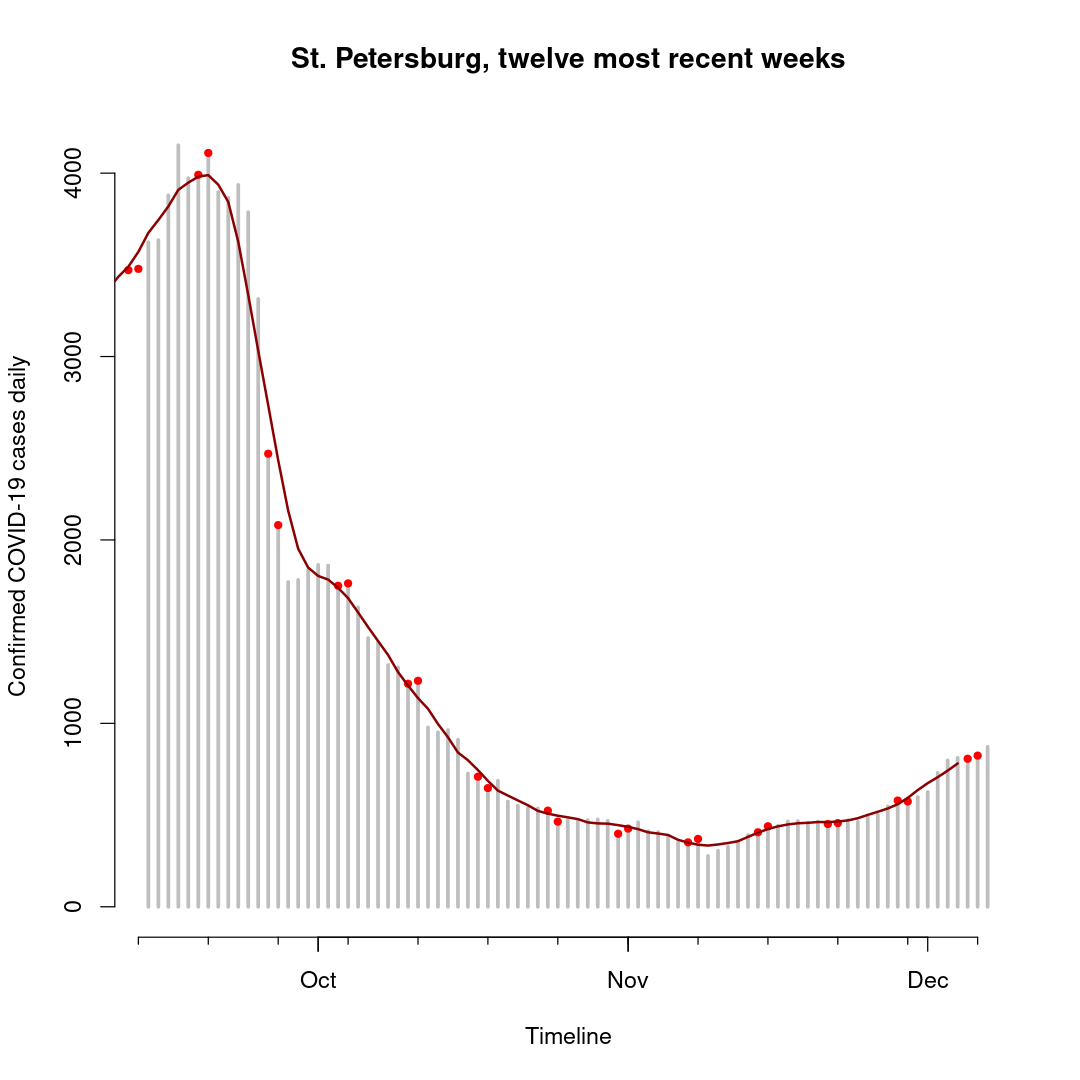 St. Petersburg, twelve most recent weeks
Confirmed COVID-19 cases daily
4000
3000
2000
1000
0
Oct Nov Dec
Timeline